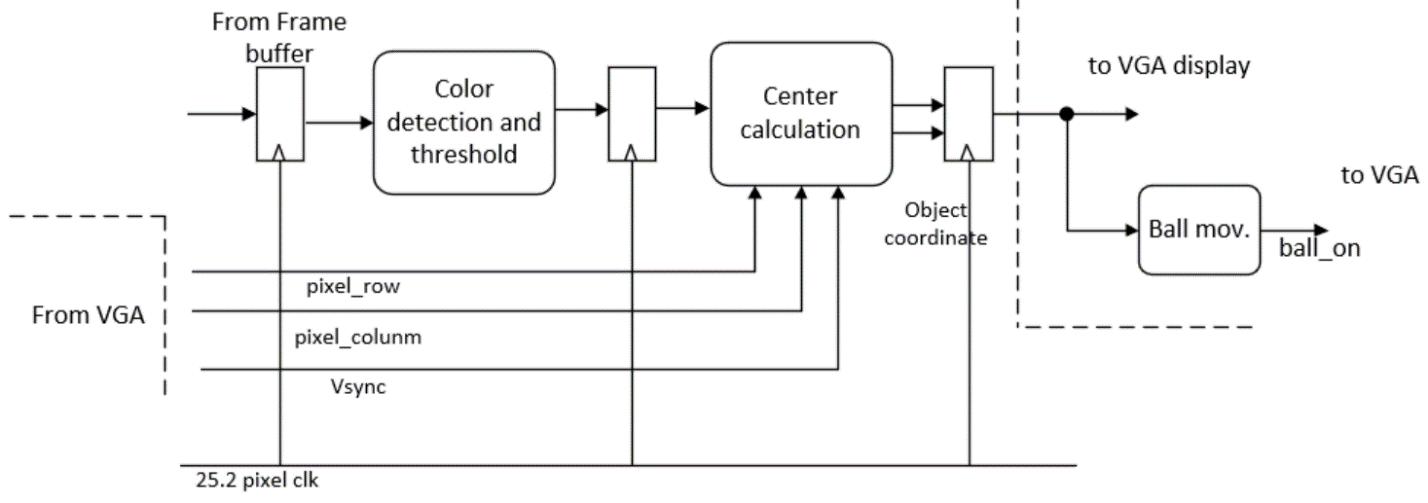 From Frame
buffer
Color
detection and
threshold
Center
calculation
to VGA display
to VGA
Object
coordinate
Ball mov.
ball_on
From VGA
pixel_row
pixel_colunm
Vsync
25.2 pixel clk